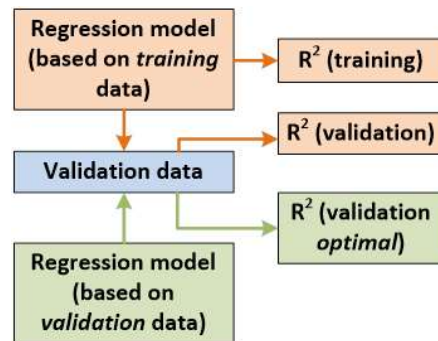 Regression model
(based on training
data)
R² (training)
R² (validation)
Validation data
R² (validation
optimal)
Regression model
(based on
validation data)